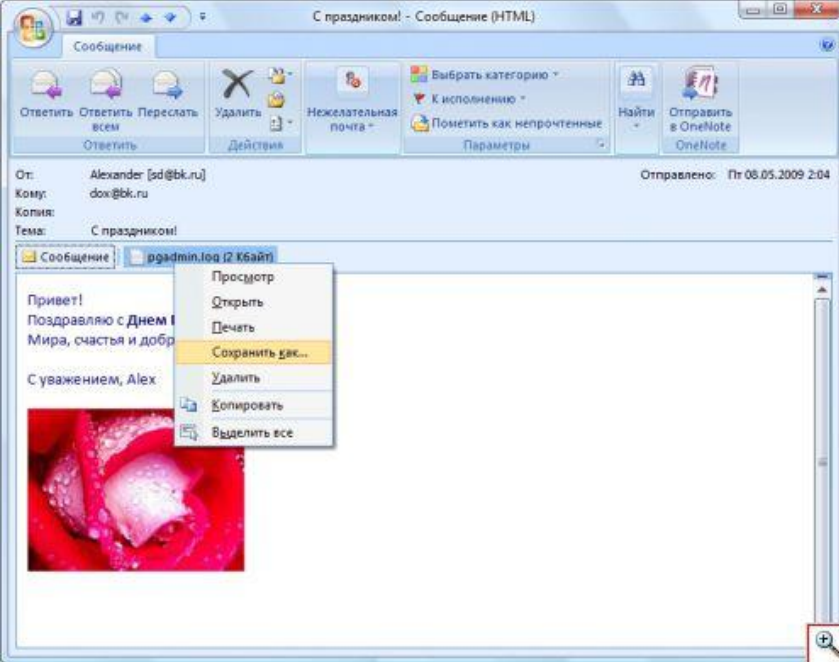 С праздником! - Сообщение (HTML)
Сообщение
Ответить Ответить всем Переслать
Удалить
Нежелательная почта
Выбрать категорию
К исполнению
Пометить как непрочтенные
Найти
Отправить в OneNote
Ответить
Действия
Параметры
OneNote
От: Alexander [sd@bk.ru]
Отправлено: Пт 08.05.2009 2:04
Кому: dox@bk.ru
Копия:
Тема: С праздником!
Сообщение
pgadmin.log (2 Кбайт)
Просмотр
Открыть
Печать
Сохранить как...
Удалить
Копировать
Выделить все
Привет!
Поздравляю с Днем
Мира, счастья и добр
С уважением, Alex